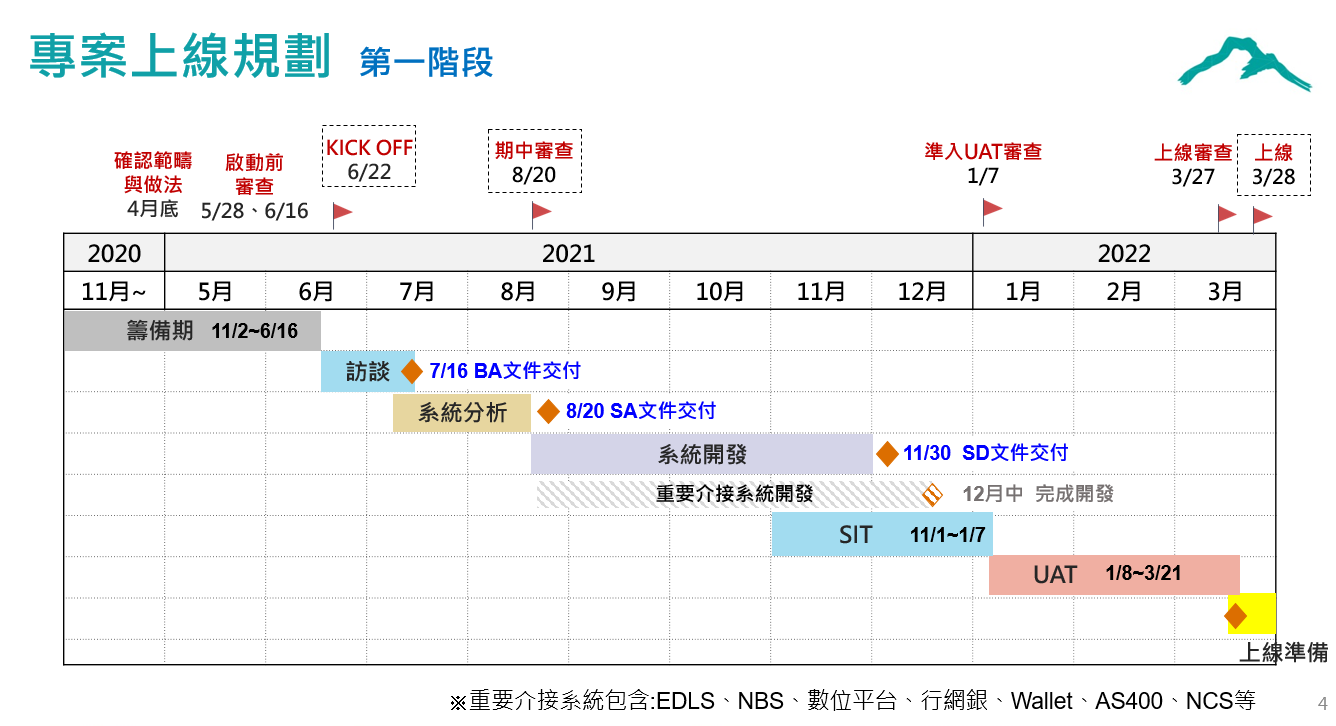 專案上線規劃 第一階段
確認範疇
與做法
4月底
啟動前
審查
5/28、6/16
KICK OFF
6/22
期中審查
8/20
準入UAT審查
1/7
上線審查
3/27
上線
3/28
2020 2021 2022
11月~ 5月 6月 7月 8月 9月 10月 11月 12月 1月 2月 3月
籌備期 11/2~6/16
訪談 7/16 BA文件交付
系統分析 8/20 SA文件交付
系統開發 11/30 SD文件交付
重要介接系統開發 12月中 完成開發
SIT 11/1~1/7
UAT 1/8~3/21
上線準備
※重要介接系統包含:EDLS、NBS、數位平台、行網銀、Wallet、AS400、NCS等
4